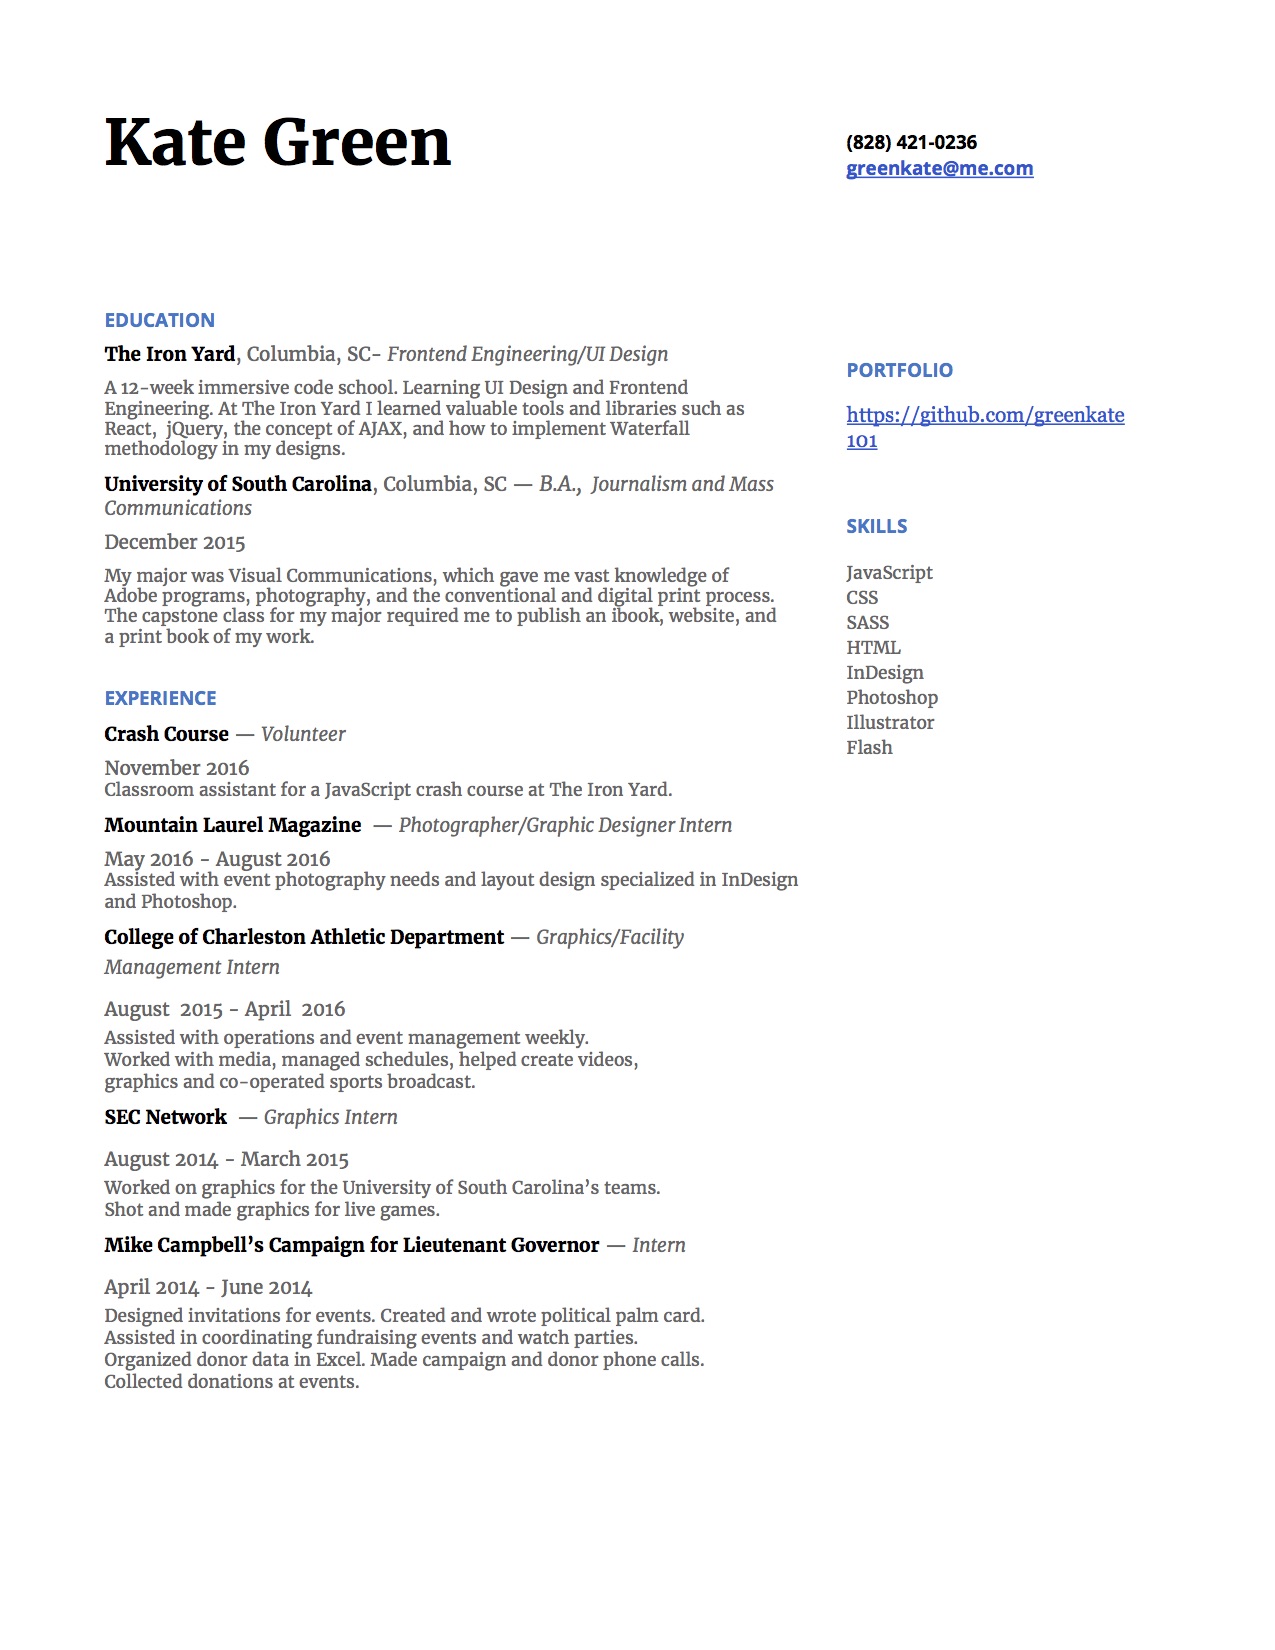 Kate Green
(828) 421-0236
greenkate@me.com
EDUCATION
The Iron Yard, Columbia, SC- Frontend Engineering/UI Design
A 12-week immersive code school. Learning UI Design and Frontend
Engineering. At The Iron Yard I learned valuable tools and libraries such as
React,  jQuery, the concept of AJAX, and how to implement Waterfall
methodology in my designs.
University of South Carolina, Columbia, SC — B.A.,  Journalism and Mass
Communications
December 2015
My major was Visual Communications, which gave me vast knowledge of
Adobe programs, photography, and the conventional and digital print process.
The capstone class for my major required me to publish an ibook, website, and
a print book of my work.
EXPERIENCE
Crash Course — Volunteer
November 2016
Classroom assistant for a JavaScript crash course at The Iron Yard.
Mountain Laurel Magazine  — Photographer/Graphic Designer Intern
May 2016 - August 2016
Assisted with event photography needs and layout design specialized in InDesign
and Photoshop.
College of Charleston Athletic Department — Graphics/Facility
Management Intern
August  2015 - April  2016
Assisted with operations and event management weekly.
Worked with media, managed schedules, helped create videos,
graphics and co-operated sports broadcast.
SEC Network  — Graphics Intern
August 2014 - March 2015
Worked on graphics for the University of South Carolina’s teams.
Shot and made graphics for live games.
Mike Campbell’s Campaign for Lieutenant Governor — Intern
April 2014 - June 2014
Designed invitations for events. Created and wrote political palm card.
Assisted in coordinating fundraising events and watch parties.
Organized donor data in Excel. Made campaign and donor phone calls.
Collected donations at events.
PORTFOLIO
https://github.com/greenkate
101
SKILLS
JavaScript
CSS
SASS
HTML
InDesign
Photoshop
Illustrator
Flash